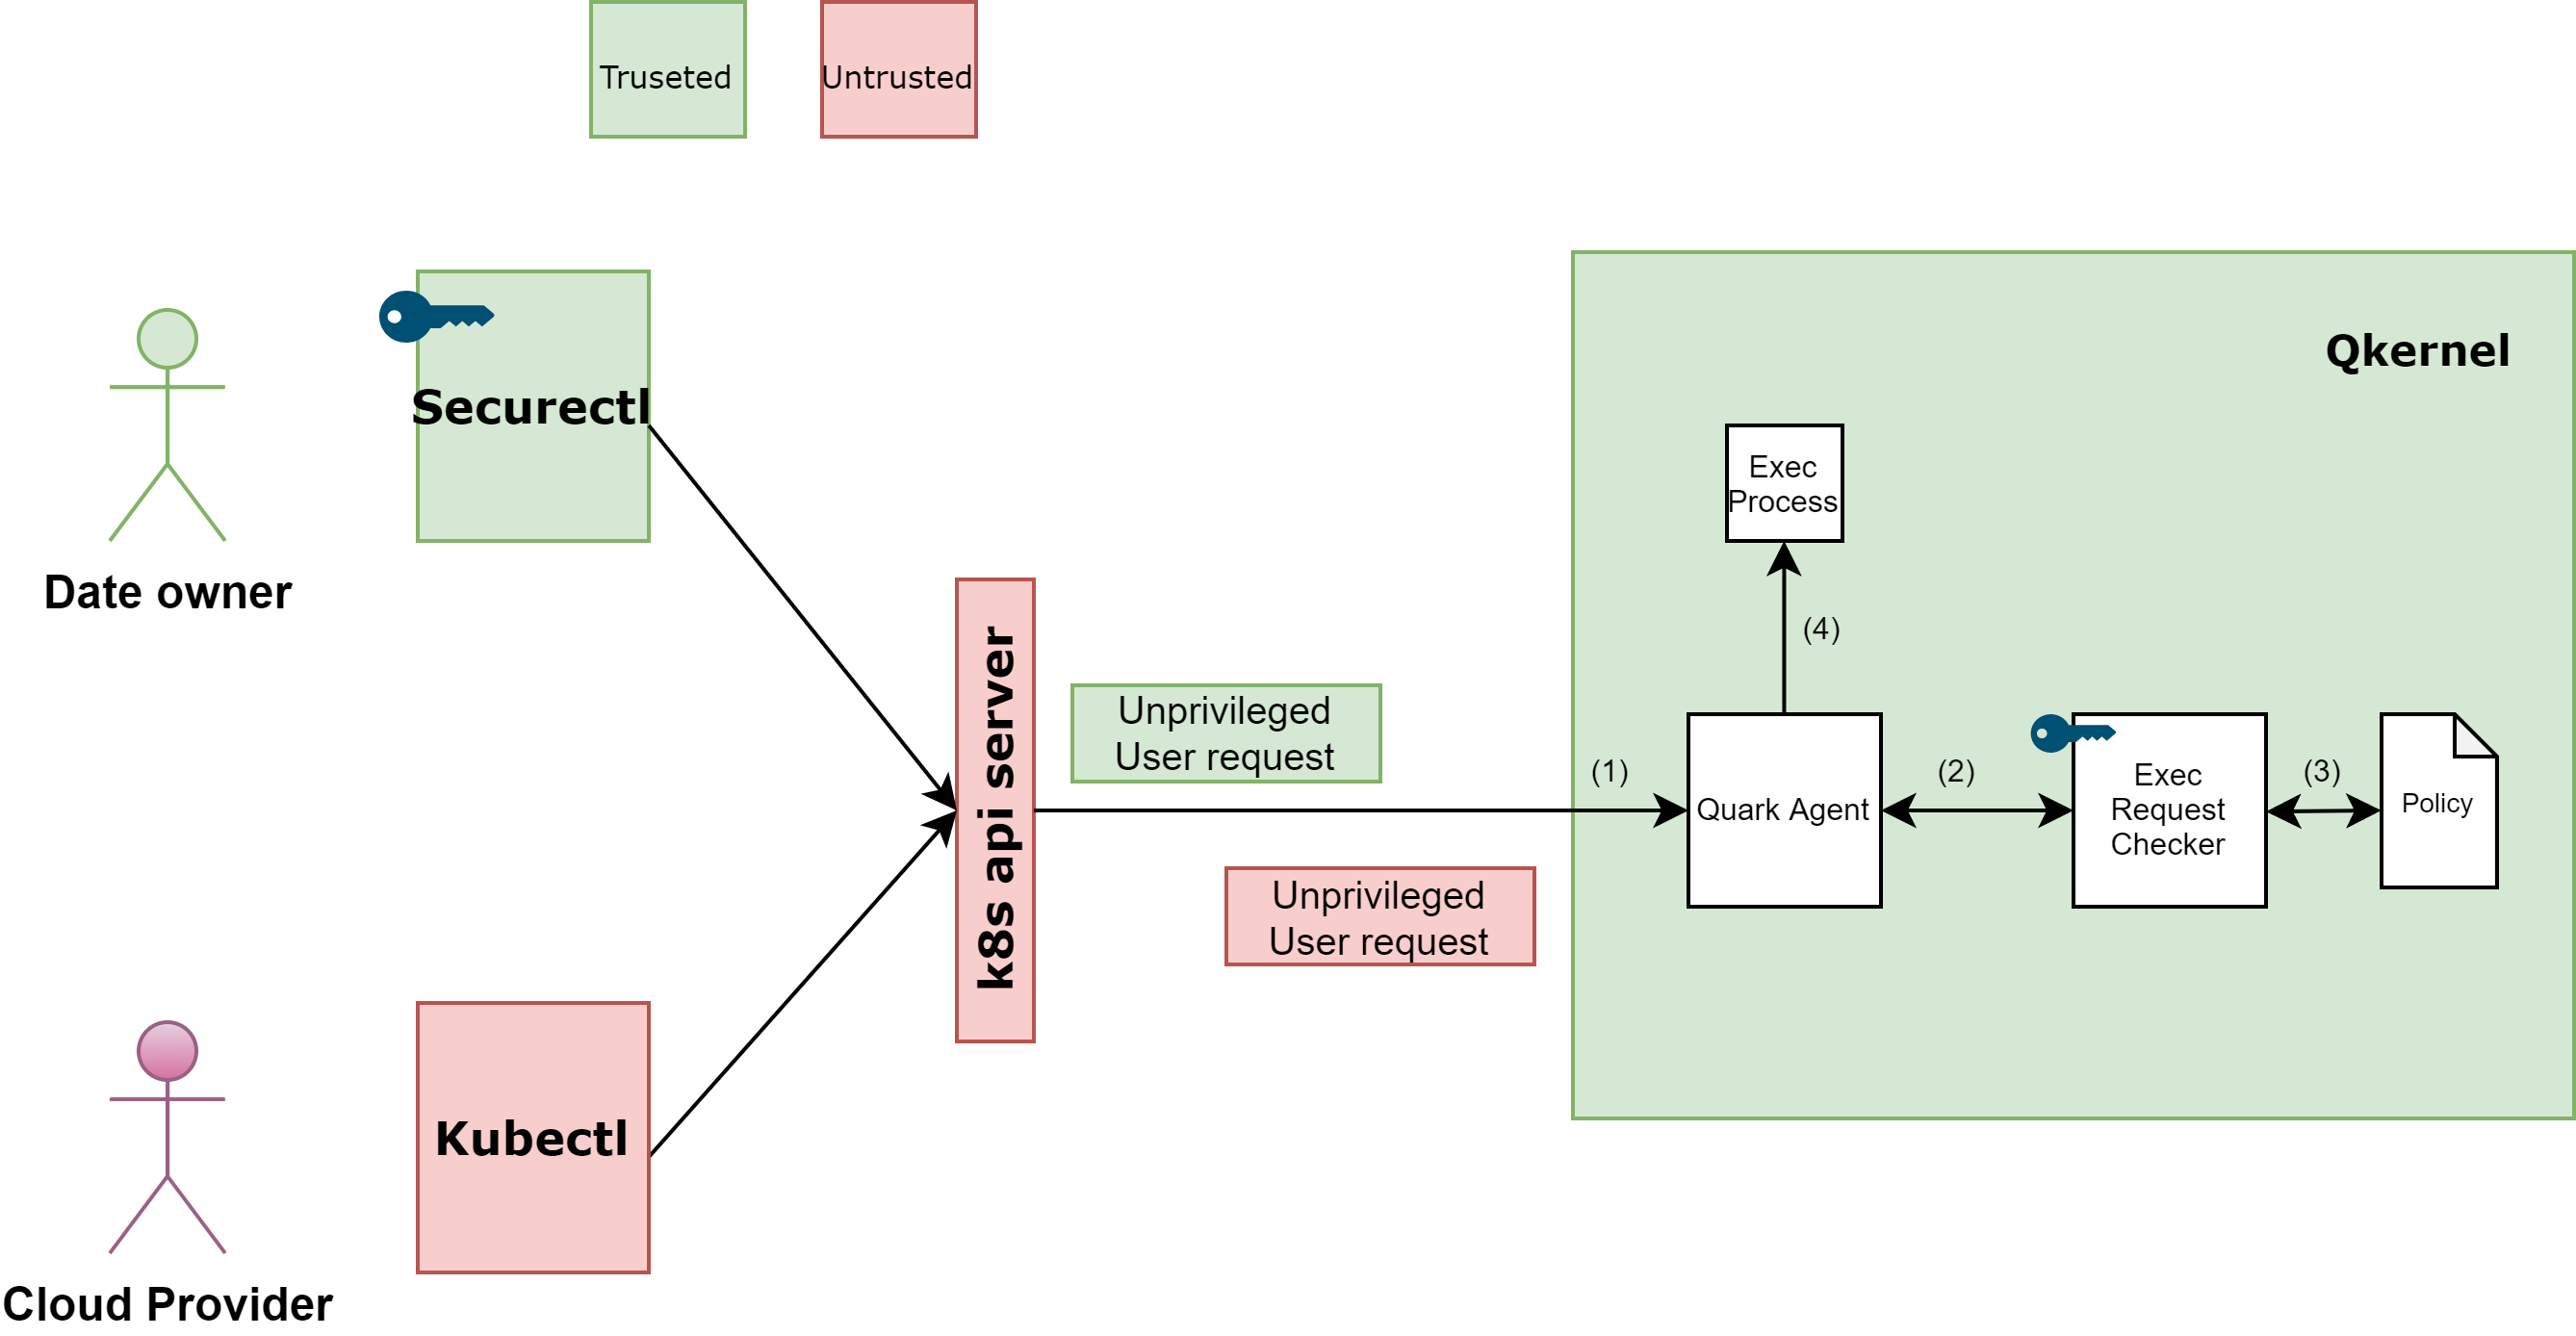 Truseted
Untrusted
Qkernel
Securectl
Exec
Process
Date owner
(4)
k8s api server
Unprivileged
User request
(1)
Quark Agent
(2)
Exec
Request
Checker
(3)
Policy
Unprivileged
User request
Kubectl
Cloud Provider